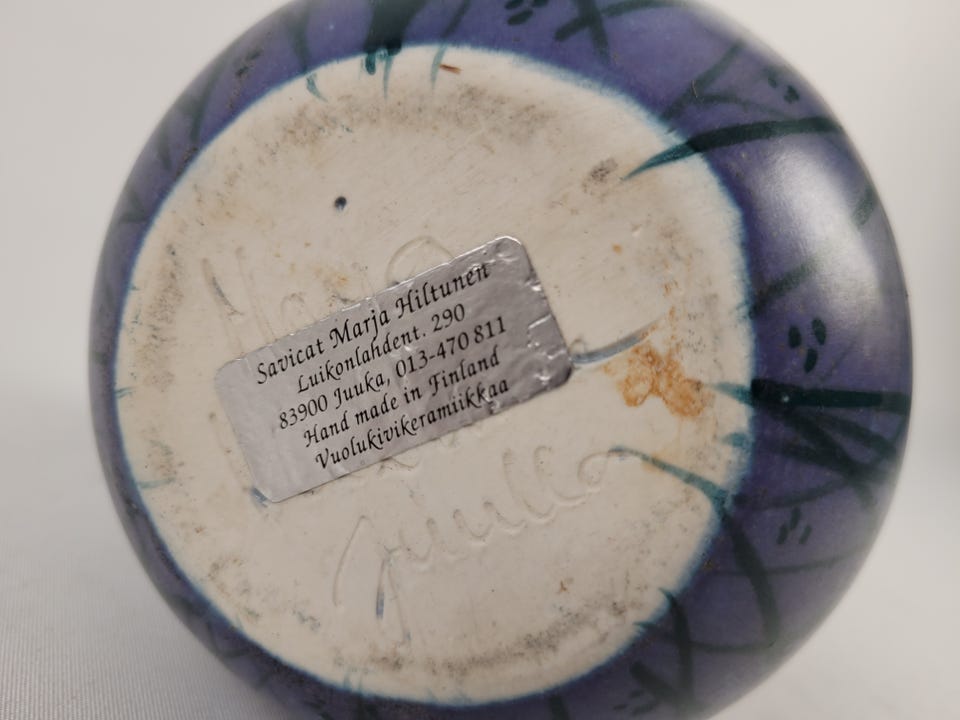 Savicat Marja Hiltunen
Luikonlahdent. 290
83900 Juuka, 013-470 811
Hand made in Finland
Vuolukivikeramiikkaa